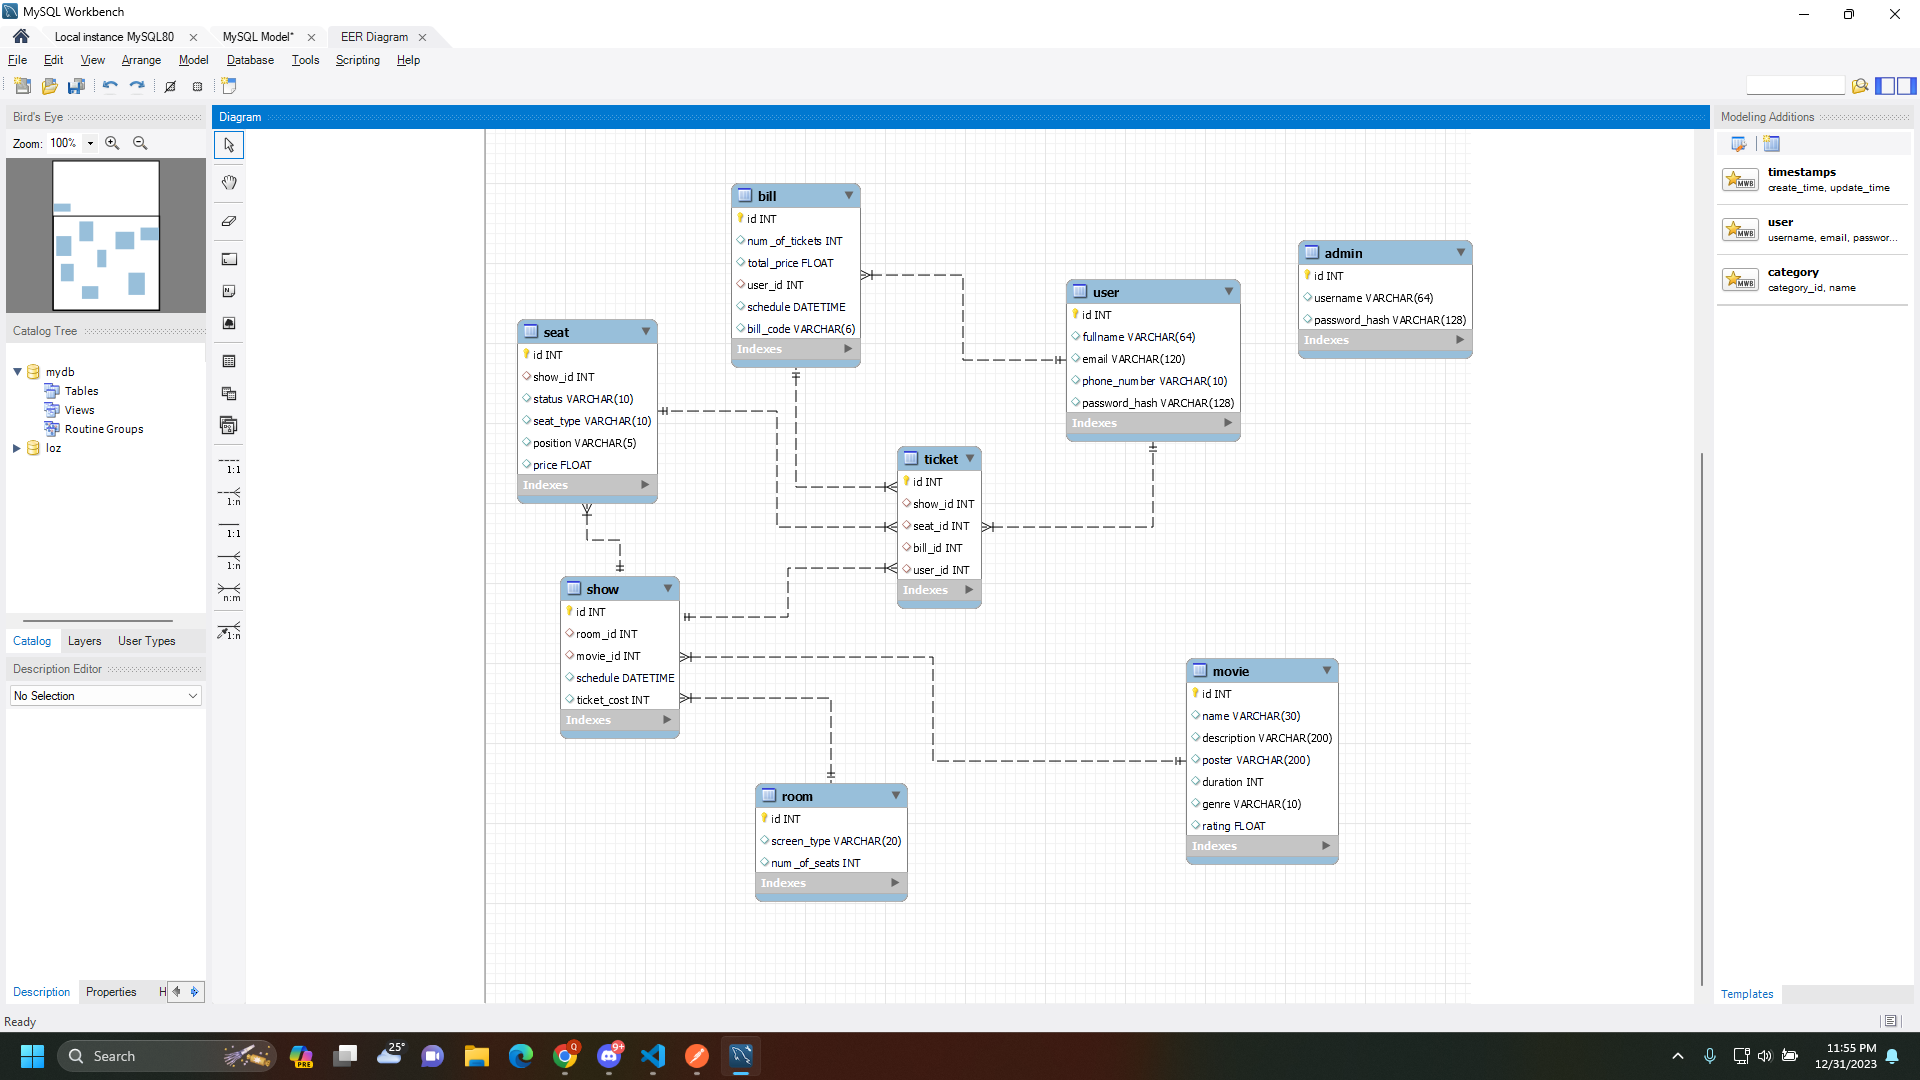 MySQL Workbench
Local instance MySQL80
MySQL Model*
EER Diagram
File Edit View Arrange Model Database Tools Scripting Help
Bird's Eye
Zoom: 100%
Catalog Tree
mydb
Tables
Views
Routine Groups
loz
Catalog Layers User Types
Description Editor
No Selection
Description Properties H
Ready
Diagram
1:1
1:n
1:1
1:n
n:m
1:n
bill
id INT
num_of_tickets INT
total_price FLOAT
user_id INT
schedule DATETIME
bill_code VARCHAR(6)
Indexes
admin
id INT
username VARCHAR(64)
password_hash VARCHAR(128)
Indexes
user
id INT
fullname VARCHAR(64)
email VARCHAR(120)
phone_number VARCHAR(10)
password_hash VARCHAR(128)
Indexes
seat
id INT
show_id INT
status VARCHAR(10)
seat_type VARCHAR(10)
position VARCHAR(5)
price FLOAT
Indexes
ticket
id INT
show_id INT
seat_id INT
bill_id INT
user_id INT
Indexes
show
id INT
room_id INT
movie_id INT
schedule DATETIME
ticket_cost INT
Indexes
movie
id INT
name VARCHAR(30)
description VARCHAR(200)
poster VARCHAR(200)
duration INT
genre VARCHAR(10)
rating FLOAT
Indexes
room
id INT
screen_type VARCHAR(20)
num_of_seats INT
Indexes
Modeling Additions
timestamps
create_time, update_time
user
username, email, passwor...
category
category_id, name
MWB
MWB
MWB
Templates
Search
PRE
25°
Q
9+
11:55 PM
12/31/2023